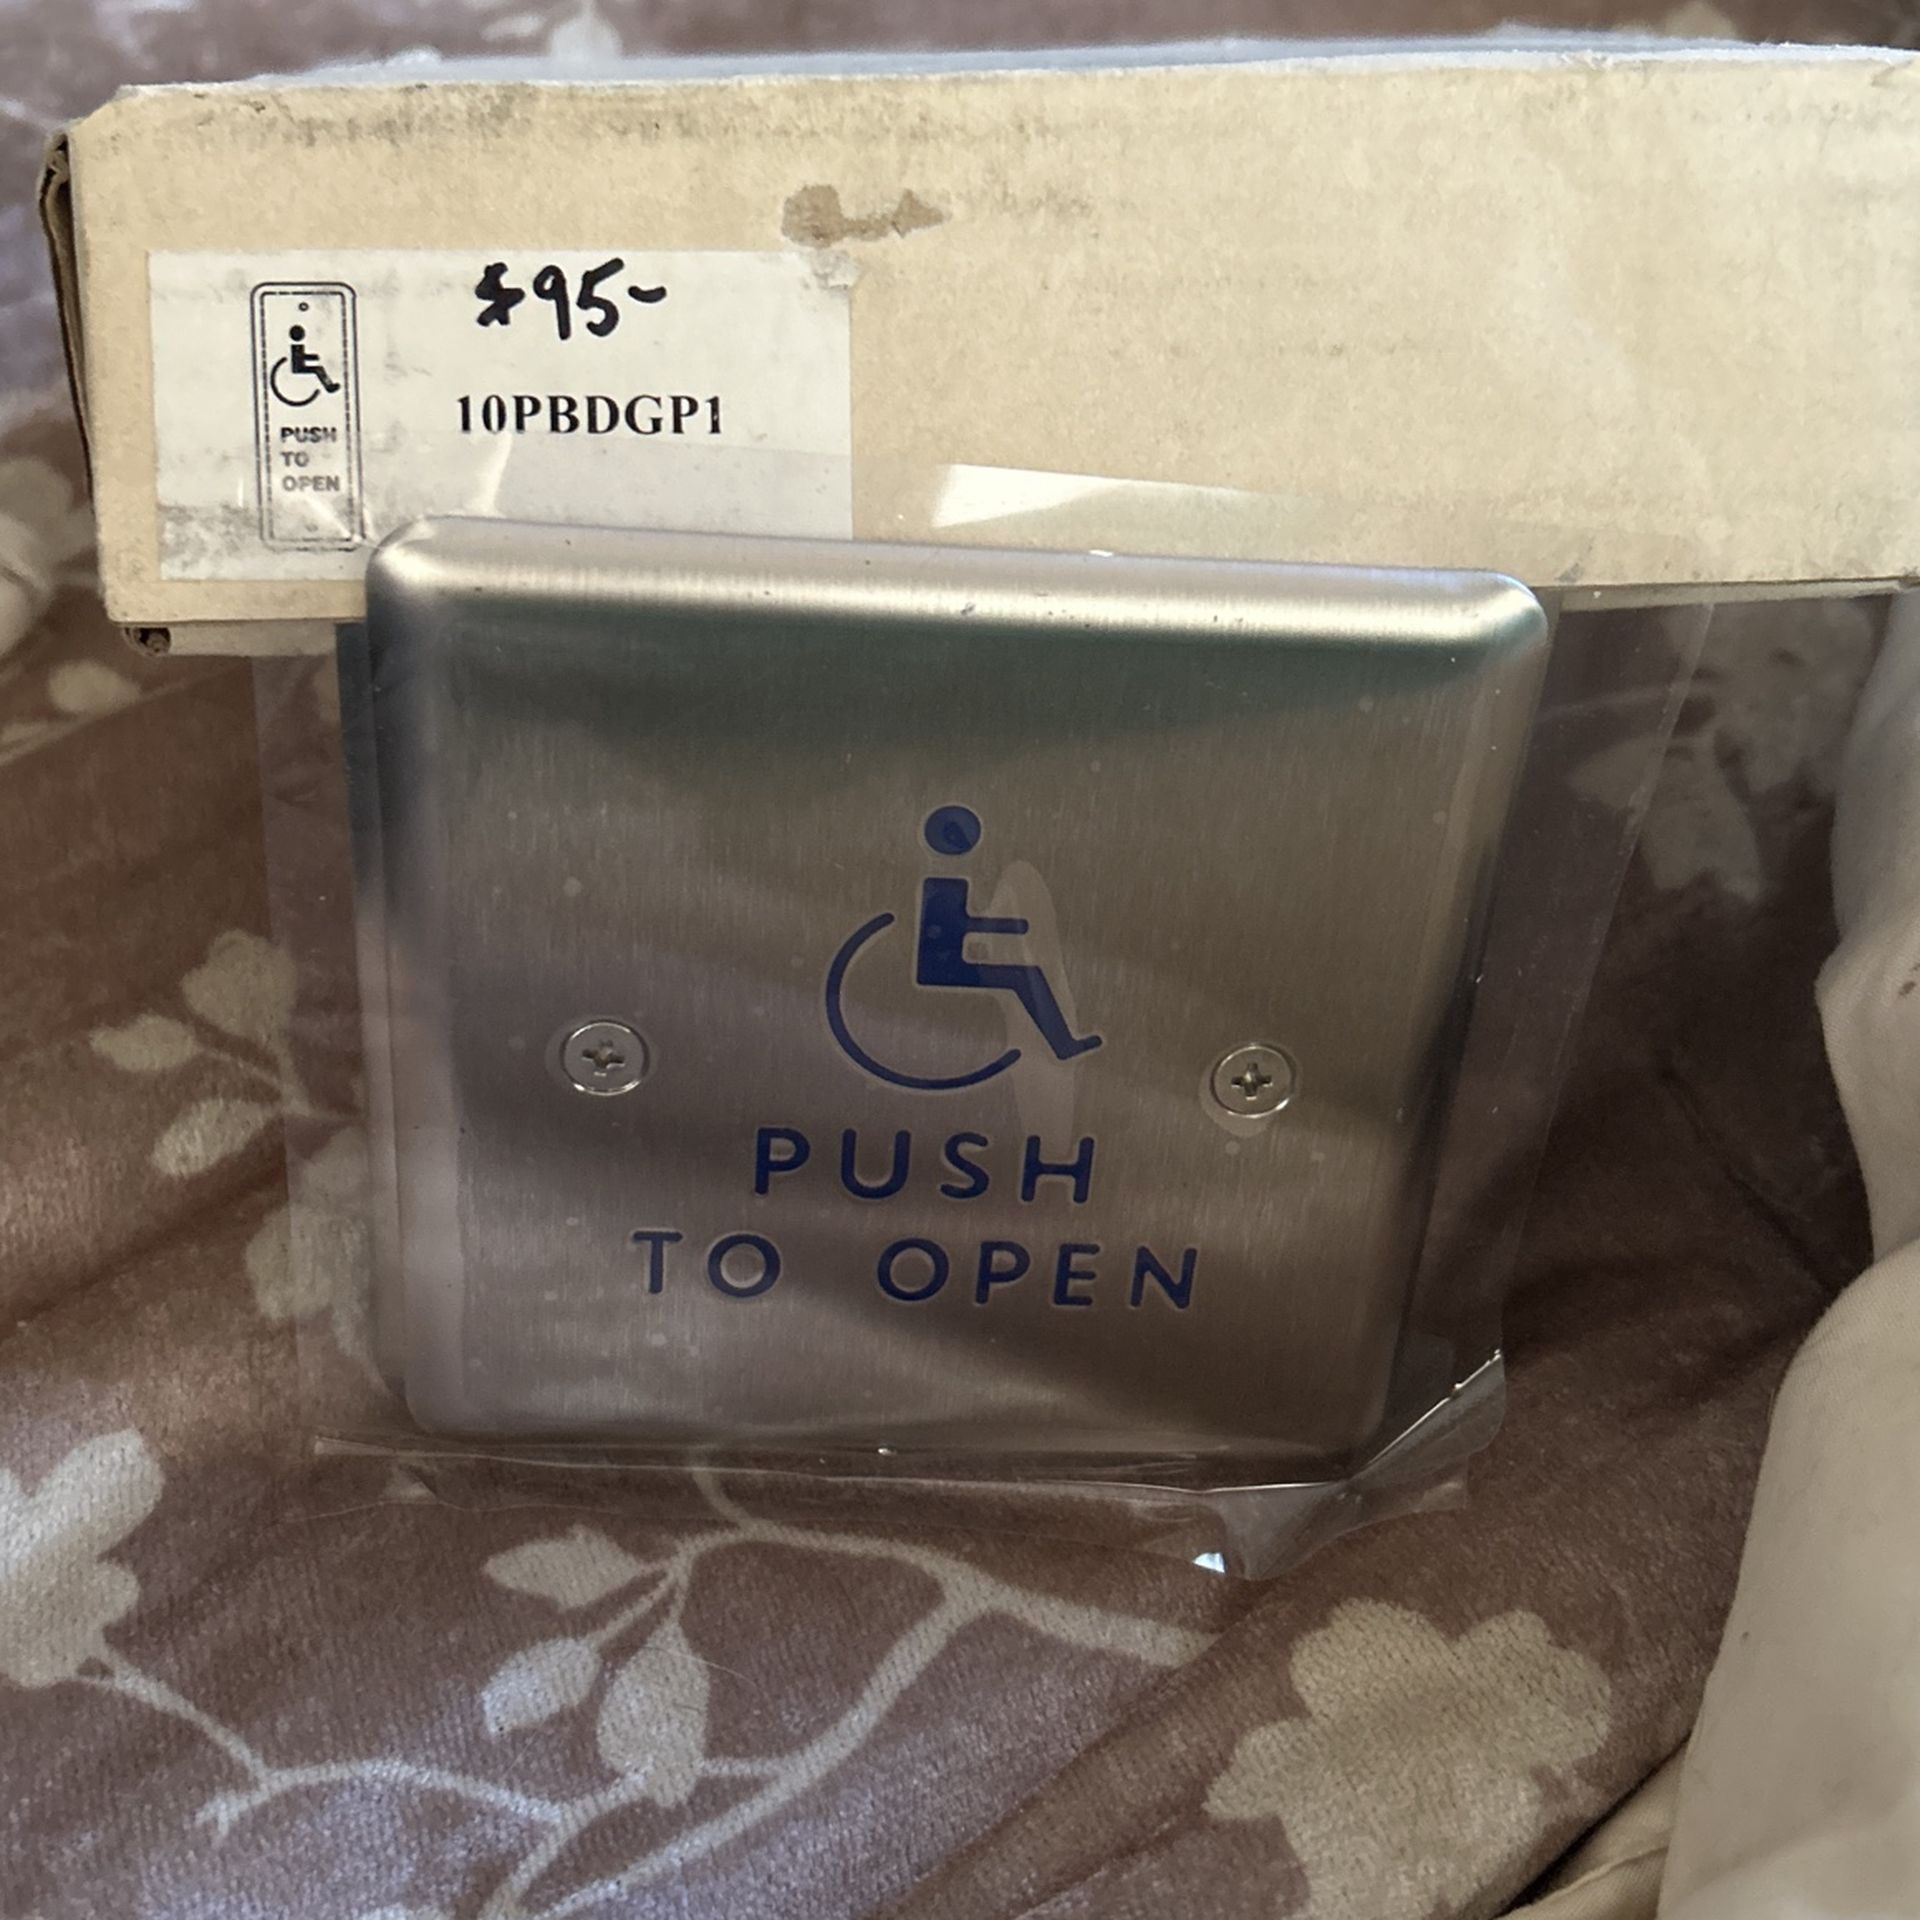 $95-
10PBDGP1
PUSH
TO
OPEN
PUSH
TO OPEN